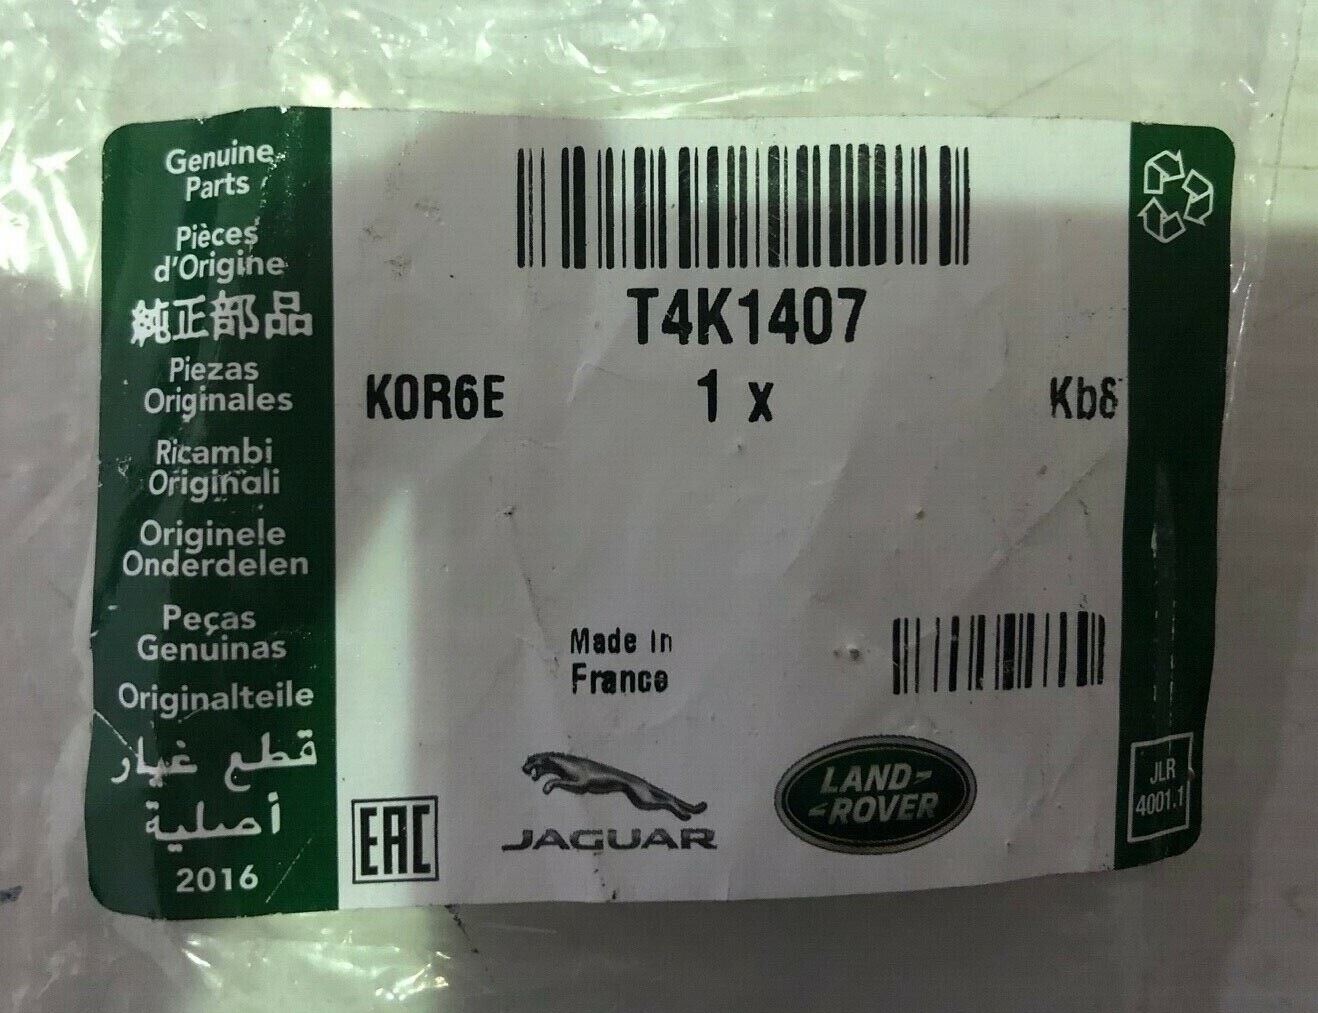 Genuine
Parts
Pièces
d'Origine
純正部品
Piezas
Originales
Ricambi
Originali
Originele
Onderdelen
Peças
Genuinas
Originalteile
قطع غيار
أصلية
2016
T4K1407
K0R6E 1 x
Made in
France
EAC
JAGUAR
LAND-
ROVER
JLR
4001.1